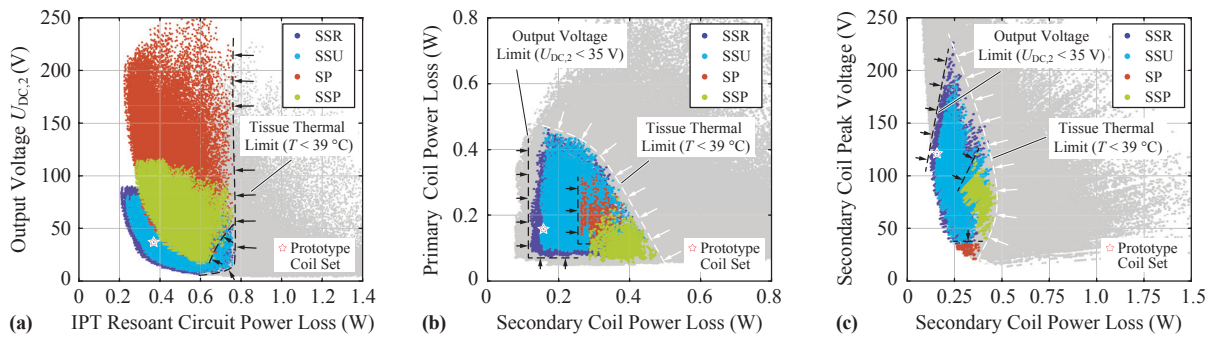 250
200
150
100
50
0
0
0.2
0.4
0.6
0.8
1.0
1.2
1.4
Output Voltage U_DC,2 (V)
IPT Resoant Circuit Power Loss (W)
SSR
SSU
SP
SSP
Tissue Thermal
Limit (T < 39 °C)
☆ Prototype
Coil Set
(a)
0.8
0.6
0.4
0.2
0
0
0.2
0.4
0.6
0.8
Primary Coil Power Loss (W)
Secondary Coil Power Loss (W)
Output Voltage
Limit (U_DC,2 < 35 V)
SSR
SSU
SP
SSP
Tissue Thermal
Limit (T < 39 °C)
☆ Prototype
Coil Set
(b)
250
200
150
100
50
0
0
0.25
0.5
0.75
1.0
1.25
1.5
Secondary Coil Peak Voltage (V)
Secondary Coil Power Loss (W)
SSR
SSU
SP
SSP
Output Voltage
Limit (U_DC,2 < 35 V)
Tissue Thermal
Limit (T < 39 °C)
☆ Prototype
Coil Set
(c)